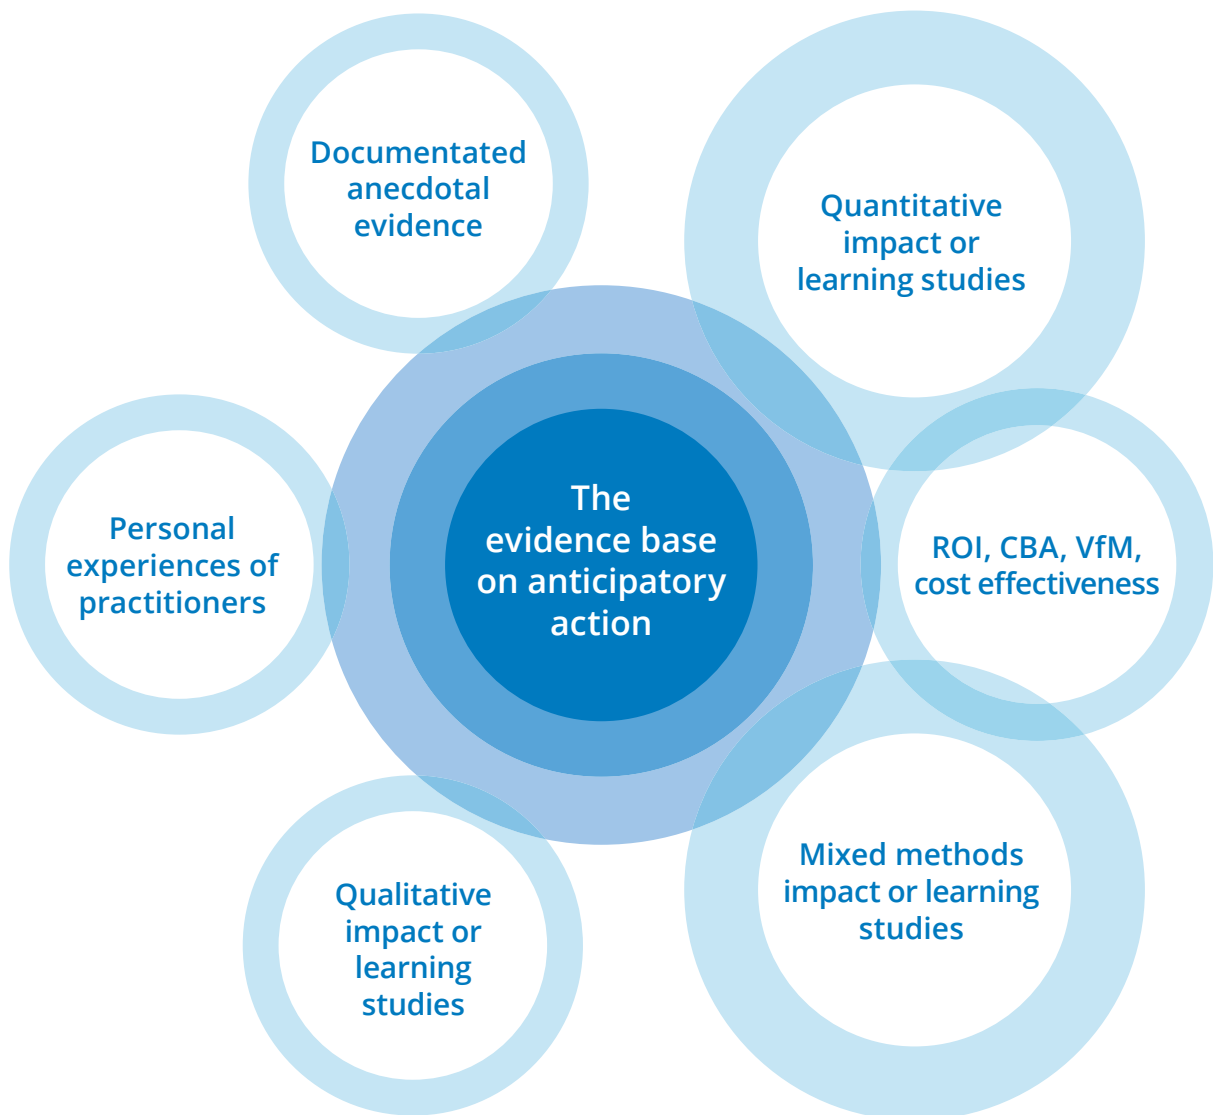 Documentated
anecdotal
evidence
Quantitative
impact or
learning studies
The
evidence base
on anticipatory
action
Personal
experiences of
practitioners
ROI, CBA, VfM,
cost effectiveness
Qualitative
impact or
learning
studies
Mixed methods
impact or learning
studies